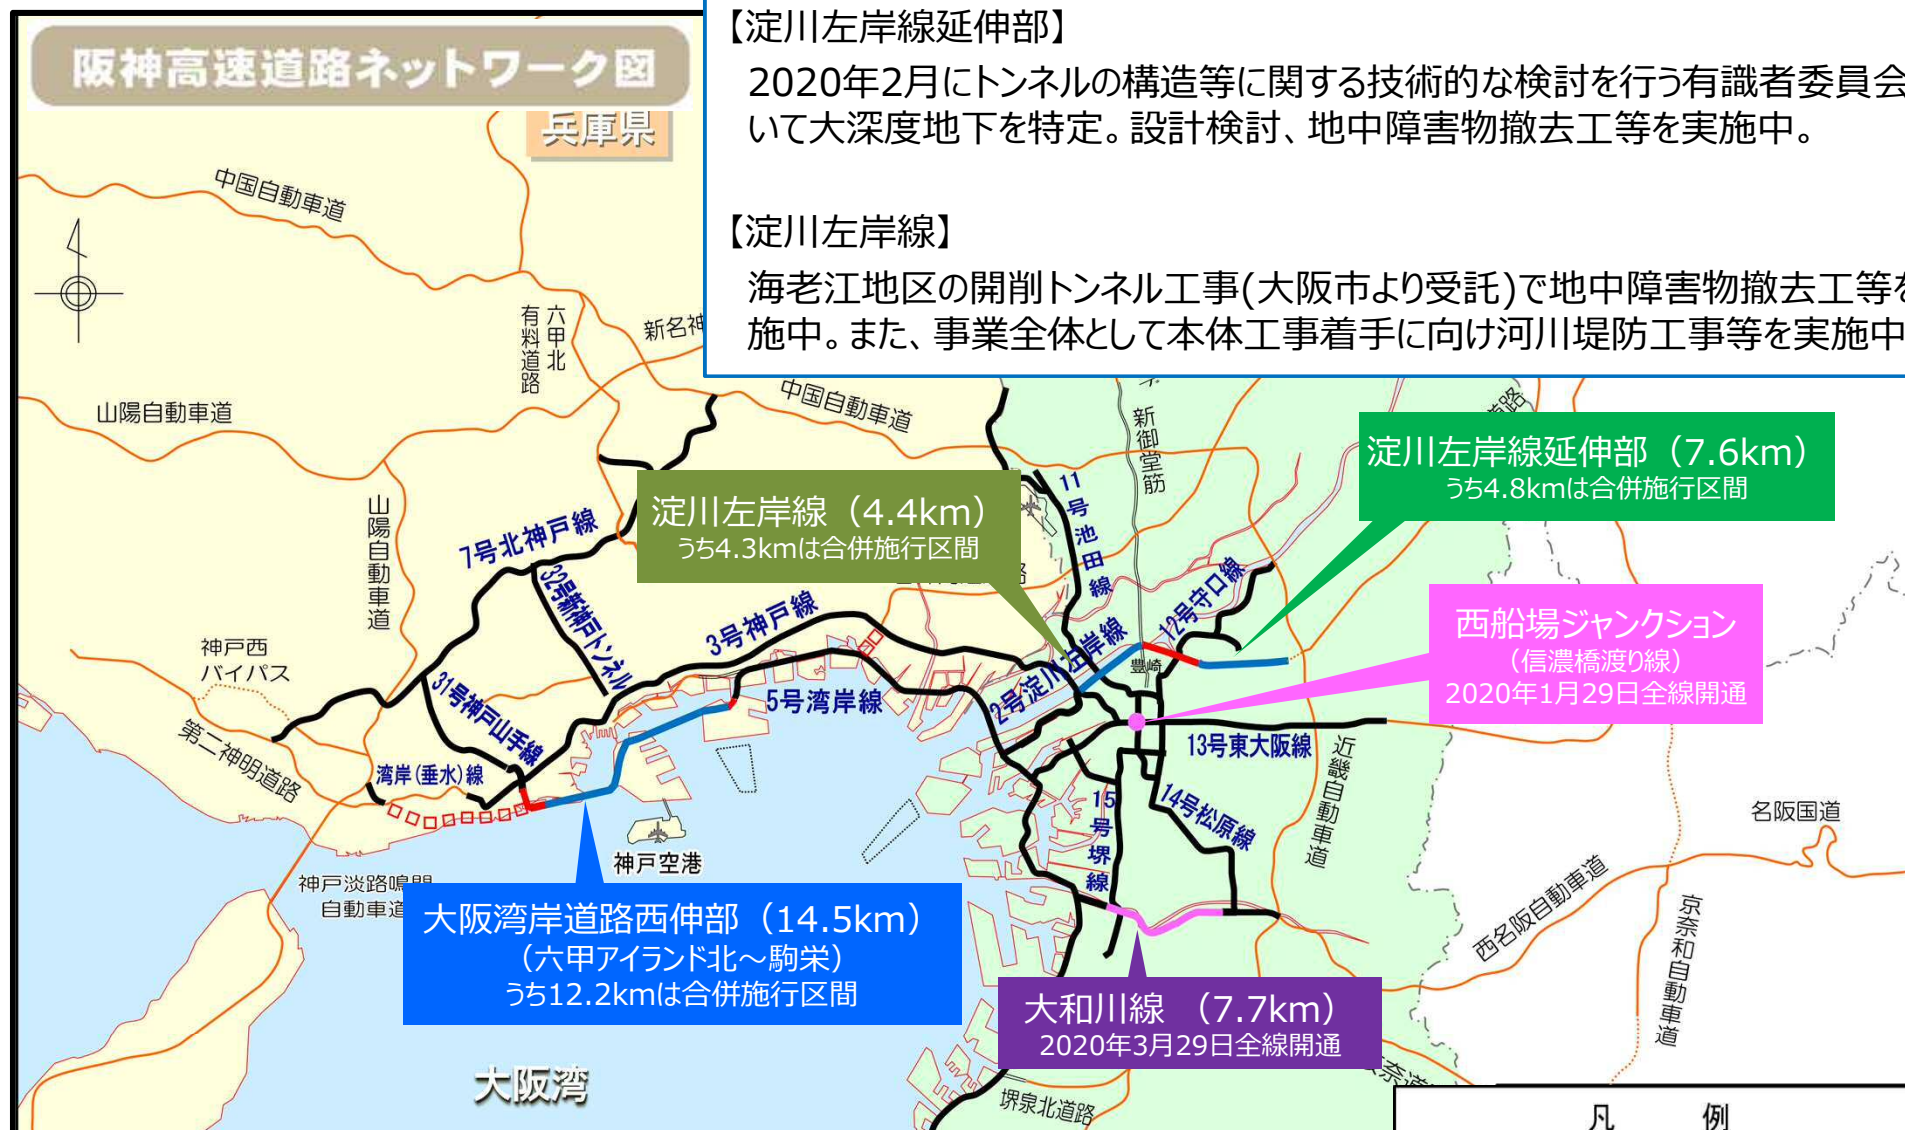 阪神高速道路ネットワーク図
【淀川左岸線延伸部】
2020年2月にトンネルの構造等に関する技術的な検討を行う有識者委員会
いて大深度地下を特定。設計検討、地中障害物撤去工等を実施中。
【淀川左岸線】
海老江地区の開削トンネル工事(大阪市より受託)で地中障害物撤去工等を
施中。また、事業全体として本体工事着手に向け河川堤防工事等を実施中
兵庫県
中国自動車道
六甲北
有料道路
新名神
山陽自動車道
中国自動車道
新御堂筋
道路
淀川左岸線延伸部（7.6km）
うち4.8kmは合併施行区間
淀川左岸線（4.4km）
うち4.3kmは合併施行区間
11号池田線
山陽自動車道
7号北神戸線
32号新神戸トンネル
3号神戸線
12号守口線
2号淀川左岸線
豊崎
西船場ジャンクション
（信濃橋渡り線）
2020年1月29日全線開通
神戸西
バイパス
31号神戸山手線
5号湾岸線
第二神明道路
湾岸(垂水)線
13号東大阪線
近畿自動車道
15号堺線
14号松原線
名阪国道
神戸空港
神戸淡路鳴門
自動車道
西名阪自動車道
京奈和自動車道
大阪湾岸道路西伸部（14.5km）
（六甲アイランド北～駒栄）
うち12.2kmは合併施行区間
大和川線 （7.7km）
2020年3月29日全線開通
大阪湾
堺泉北道路
凡 例